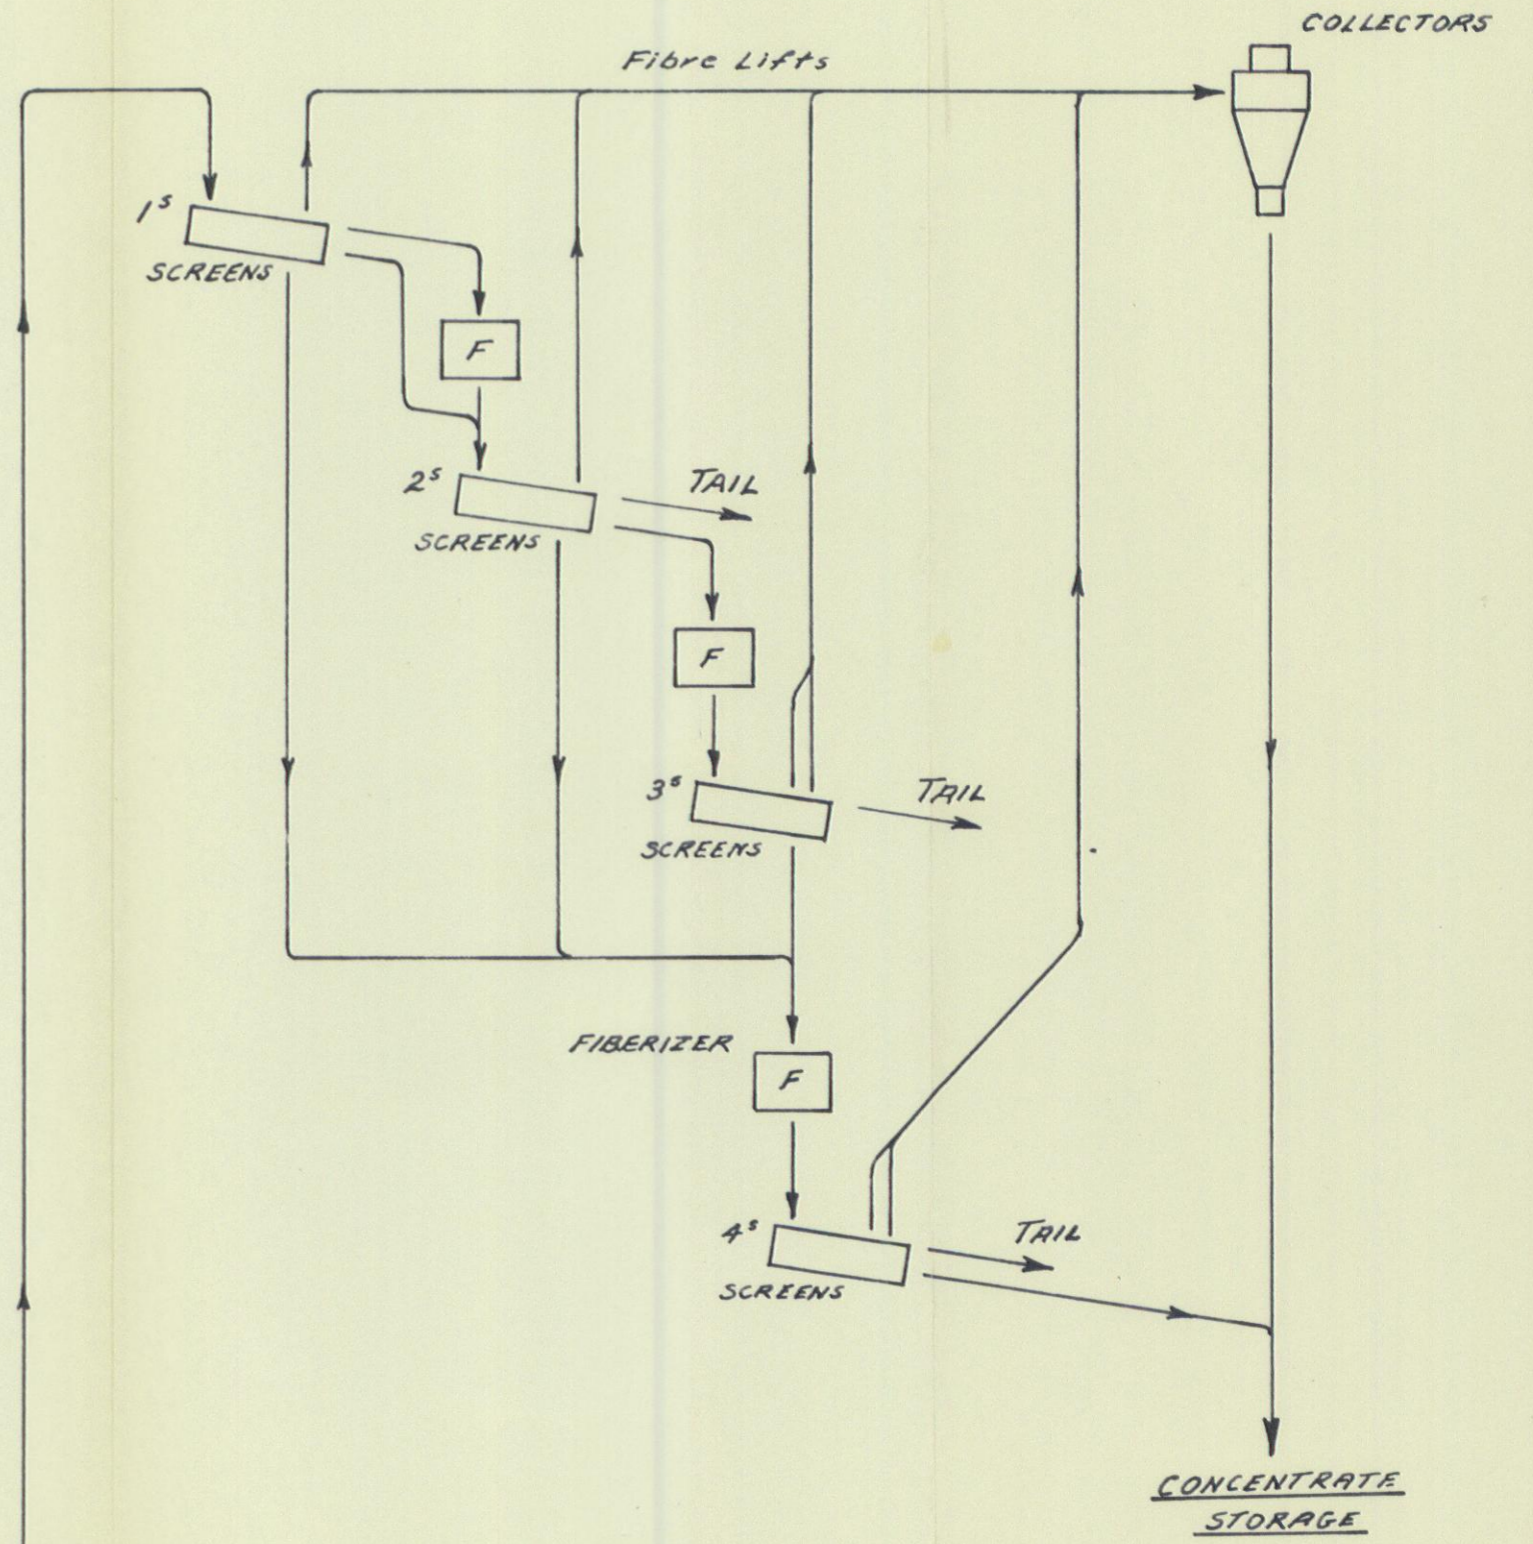 COLLECTORS
Fibre Lifts
1s
SCREENS
F
2s
TAIL
SCREENS
F
3s
TAIL
SCREENS
FIBERIZER
F
4s
TAIL
SCREENS
CONCENTRATE
STORAGE